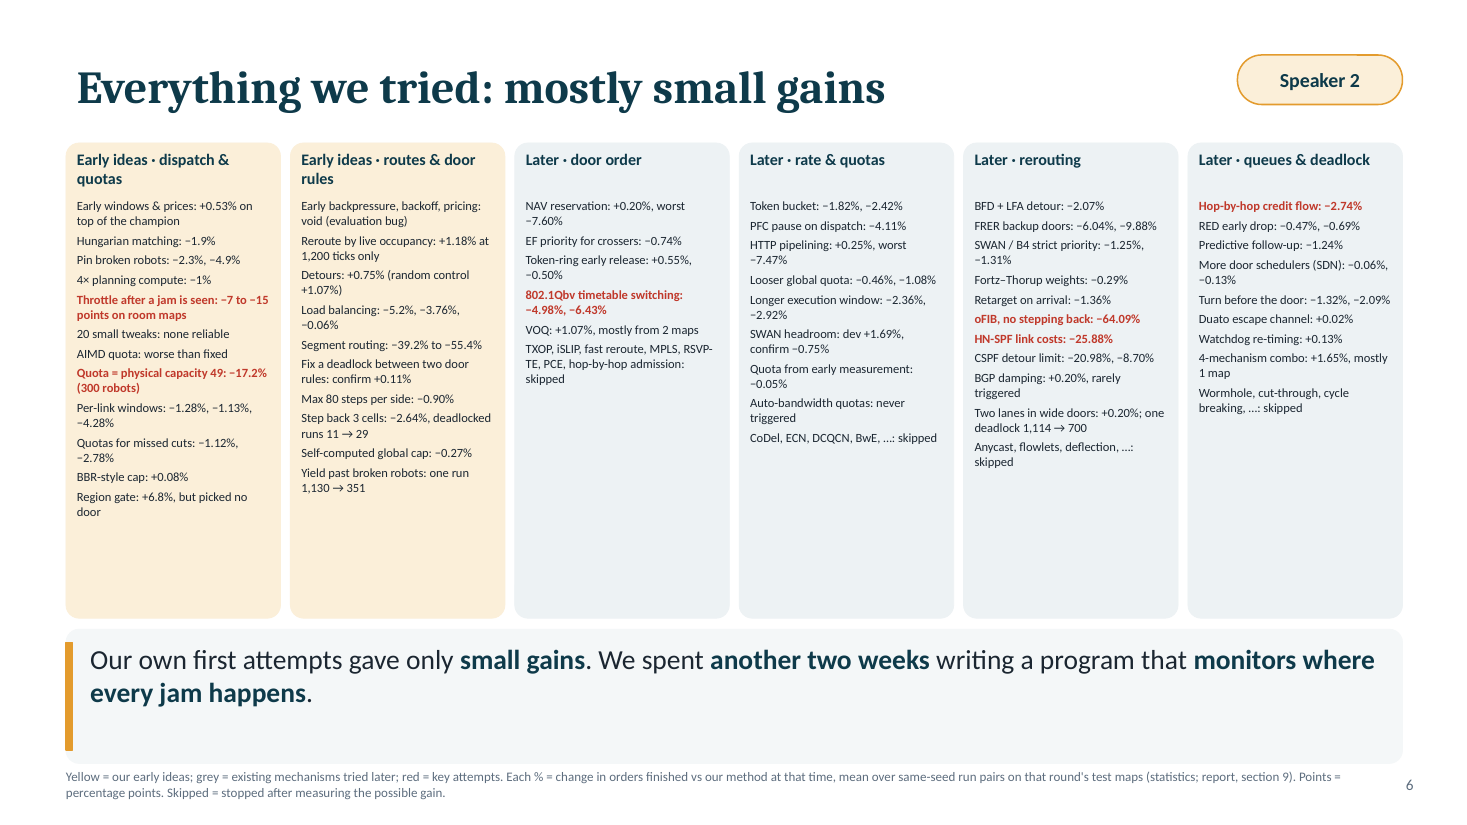 Everything we tried: mostly small gains
Speaker 2
Early ideas · dispatch &
quotas
Early windows & prices: +0.53% on
top of the champion
Hungarian matching: −1.9%
Pin broken robots: −2.3%, −4.9%
4× planning compute: −1%
Throttle after a jam is seen: −7 to −15
points on room maps
20 small tweaks: none reliable
AIMD quota: worse than fixed
Quota = physical capacity 49: −17.2%
(300 robots)
Per-link windows: −1.28%, −1.13%,
−4.28%
Quotas for missed cuts: −1.12%,
−2.78%
BBR-style cap: +0.08%
Region gate: +6.8%, but picked no
door
Early ideas · routes & door
rules
Early backpressure, backoff, pricing:
void (evaluation bug)
Reroute by live occupancy: +1.18% at
1,200 ticks only
Detours: +0.75% (random control
+1.07%)
Load balancing: −5.2%, −3.76%,
−0.06%
Segment routing: −39.2% to −55.4%
Fix a deadlock between two door
rules: confirm +0.11%
Max 80 steps per side: −0.90%
Step back 3 cells: −2.64%, deadlocked
runs 11 → 29
Self-computed global cap: −0.27%
Yield past broken robots: one run
1,130 → 351
Later · door order
NAV reservation: +0.20%, worst
−7.60%
EF priority for crossers: −0.74%
Token-ring early release: +0.55%,
−0.50%
802.1Qbv timetable switching:
−4.98%, −6.43%
VOQ: +1.07%, mostly from 2 maps
TXOP, iSLIP, fast reroute, MPLS, RSVP-
TE, PCE, hop-by-hop admission:
skipped
Later · rate & quotas
Token bucket: −1.82%, −2.42%
PFC pause on dispatch: −4.11%
HTTP pipelining: +0.25%, worst
−7.47%
Looser global quota: −0.46%, −1.08%
Longer execution window: −2.36%,
−2.92%
SWAN headroom: dev +1.69%,
confirm −0.75%
Quota from early measurement:
−0.05%
Auto-bandwidth quotas: never
triggered
CoDel, ECN, DCQCN, BwE, …: skipped
Later · rerouting
BFD + LFA detour: −2.07%
FRER backup doors: −6.04%, −9.88%
SWAN / B4 strict priority: −1.25%,
−1.31%
Fortz–Thorup weights: −0.29%
Retarget on arrival: −1.36%
oFIB, no stepping back: −64.09%
HN-SPF link costs: −25.88%
CSPF detour limit: −20.98%, −8.70%
BGP damping: +0.20%, rarely
triggered
Two lanes in wide doors: +0.20%; one
deadlock 1,114 → 700
Anycast, flowlets, deflection, …:
skipped
Later · queues & deadlock
Hop-by-hop credit flow: −2.74%
RED early drop: −0.47%, −0.69%
Predictive follow-up: −1.24%
More door schedulers (SDN): −0.06%,
−0.13%
Turn before the door: −1.32%, −2.09%
Duato escape channel: +0.02%
Watchdog re-timing: +0.13%
4-mechanism combo: +1.65%, mostly
1 map
Wormhole, cut-through, cycle
breaking, …: skipped
Our own first attempts gave only small gains. We spent another two weeks writing a program that monitors where
every jam happens.
Yellow = our early ideas; grey = existing mechanisms tried later; red = key attempts. Each % = change in orders finished vs our method at that time, mean over same-seed run pairs on that round's test maps (statistics; report, section 9). Points =
percentage points. Skipped = stopped after measuring the possible gain.
6